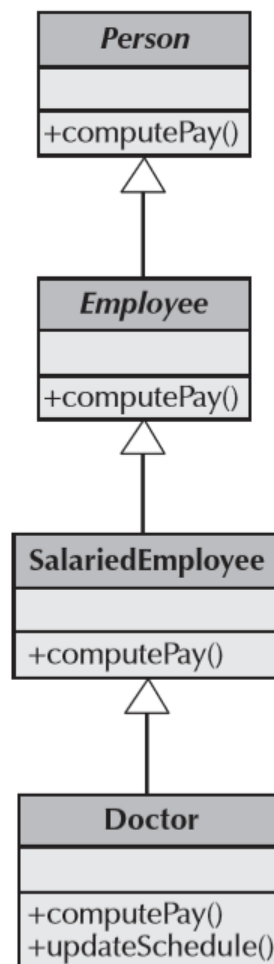 Person
+computePay()
Employee
+computePay()
SalariedEmployee
+computePay()
Doctor
+computePay()
+updateSchedule()